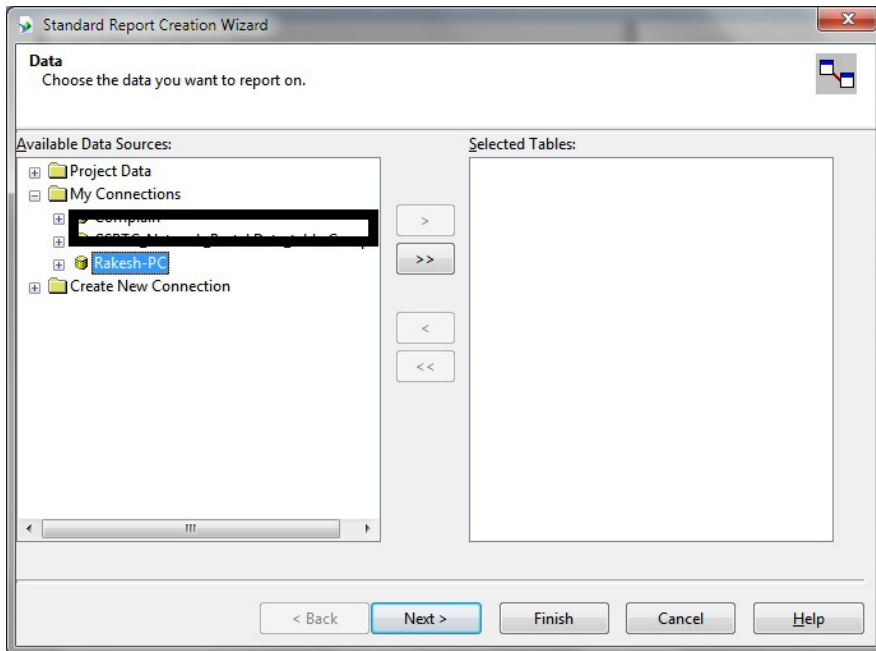 Standard Report Creation Wizard
Data
Choose the data you want to report on.
Available Data Sources:
Project Data
My Connections
Complain
Rakesh-PC
Create New Connection
Selected Tables:
>
>>
<
<<
< Back
Next >
Finish
Cancel
Help